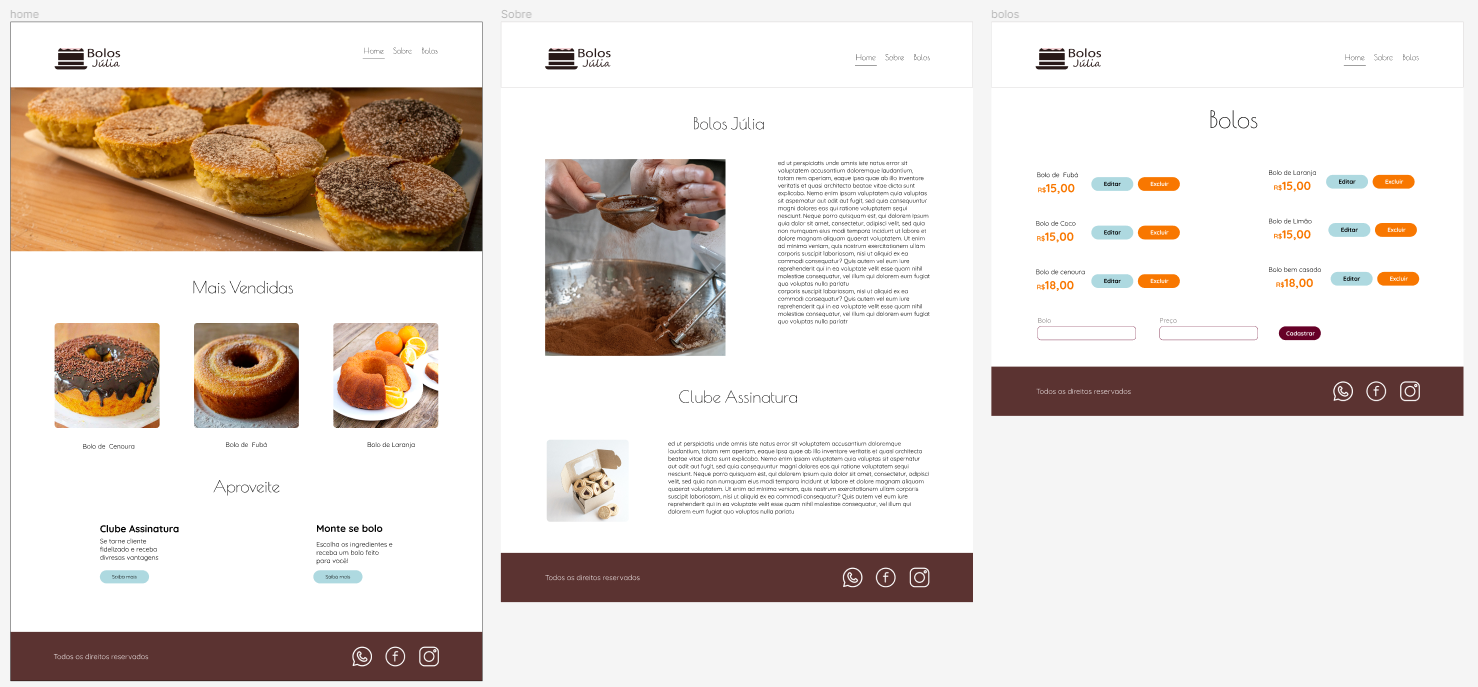 home
Bolos
Júlia
Home Sobre Bolos
Mais Vendidas
Bolo de Cenoura
Bolo de Fubá
Bolo de Laranja
Aproveite
Clube Assinatura
Se torne cliente
fidelizado e receba
divresas vantagens
Saiba mais
Monte se bolo
Escolha os ingredientes e
receba um bolo feito
para você!
Saiba mais
Todos os direitos reservados
Sobre
Bolos
Júlia
Home Sobre Bolos
Bolos Júlia
ed ut perspiciatis unde omnis iste natus error sit
voluptatem accusantium doloremque laudantium,
totam rem aperiam, eaque ipsa quae ab illo inventore
veritatis et quasi architecto beatae vitae dicta sunt
explicabo. Nemo enim ipsam voluptatem quia voluptas
sit aspernatur aut odit aut fugit, sed quia consequuntur
magni dolores eos qui ratione voluptatem sequi
nesciunt. Neque porro quisquam est, qui dolorem ipsum
quia dolor sit amet, consectetur, adipisci velit, sed quia
non numquam eius modi tempora incidunt ut labore et
dolore magnam aliquam quaerat voluptatem. Ut enim
ad minima veniam, quis nostrum exercitationem ullam
corporis suscipit laboriosam, nisi ut aliquid ex ea
commodi consequatur? Quis autem vel eum iure
reprehenderit qui in ea voluptate velit esse quam nihil
molestiae consequatur, vel illum qui dolorem eum fugiat
quo voluptas nulla pariatu
corporis suscipit laboriosam, nisi ut aliquid ex ea
commodi consequatur? Quis autem vel eum iure
reprehenderit qui in ea voluptate velit esse quam nihil
molestiae consequatur, vel illum qui dolorem eum fugiat
quo voluptas nulla pariatr
Clube Assinatura
ed ut perspiciatis unde omnis iste natus error sit voluptatem accusantium doloremque
laudantium, totam rem aperiam, eaque ipsa quae ab illo inventore veritatis et quasi architecto
beatae vitae dicta sunt explicabo. Nemo enim ipsam voluptatem quia voluptas sit aspernatur
aut odit aut fugit, sed quia consequuntur magni dolores eos qui ratione voluptatem sequi
nesciunt. Neque porro quisquam est, qui dolorem ipsum quia dolor sit amet, consectetur, adipisci
velit, sed quia non numquam eius modi tempora incidunt ut labore et dolore magnam aliquam
quaerat voluptatem. Ut enim ad minima veniam, quis nostrum exercitationem ullam corporis
suscipit laboriosam, nisi ut aliquid ex ea commodi consequatur? Quis autem vel eum iure
reprehenderit qui in ea voluptate velit esse quam nihil molestiae consequatur, vel illum qui
dolorem eum fugiat quo voluptas nulla pariatu
Todos os direitos reservados
bolos
Bolos
Júlia
Home Sobre Bolos
Bolos
Bolo de Fubá
R$15,00
Editar
Excluir
Bolo de Laranja
R$15,00
Editar
Excluir
Bolo de Coco
R$15,00
Editar
Excluir
Bolo de Limão
R$15,00
Editar
Excluir
Bolo de cenoura
R$18,00
Editar
Excluir
Bolo bem casado
R$18,00
Editar
Excluir
Bolo
Preço
Cadastrar
Todos os direitos reservados